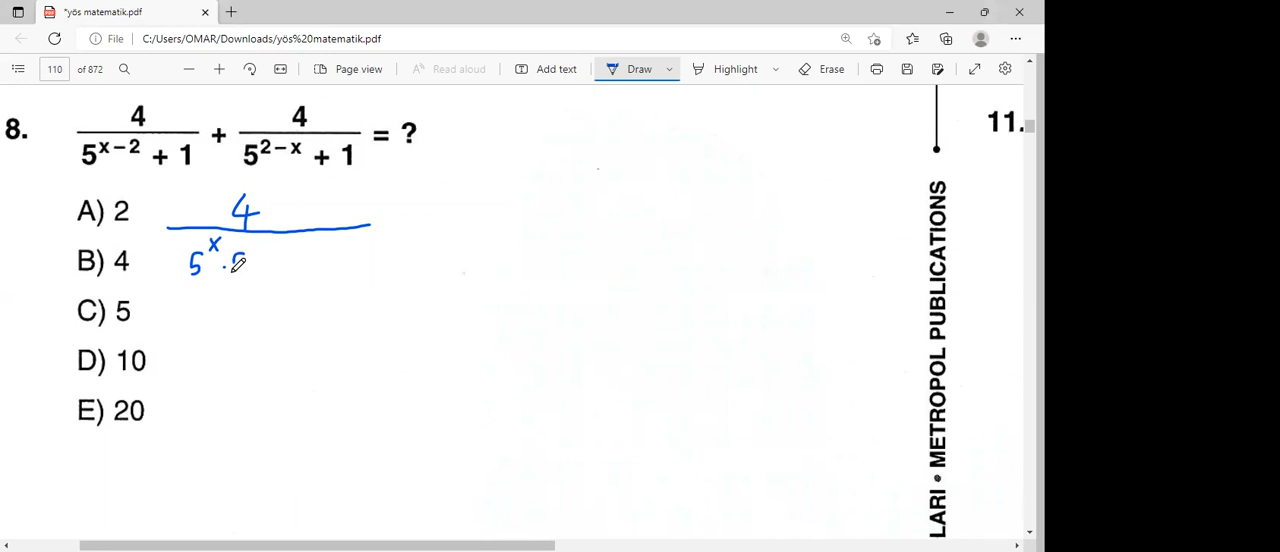 *yös matematik.pdf
File C:/Users/OMAR/Downloads/yös%20matematik.pdf
110 of 872 Page view Read aloud Add text Draw Highlight Erase
8. 4/(5^(x−2) + 1) + 4/(5^(2−x) + 1) = ?
11.
A) 2
4
B) 4
5^x .
C) 5
D) 10
E) 20
LARI • METROPOL PUBLICATIONS